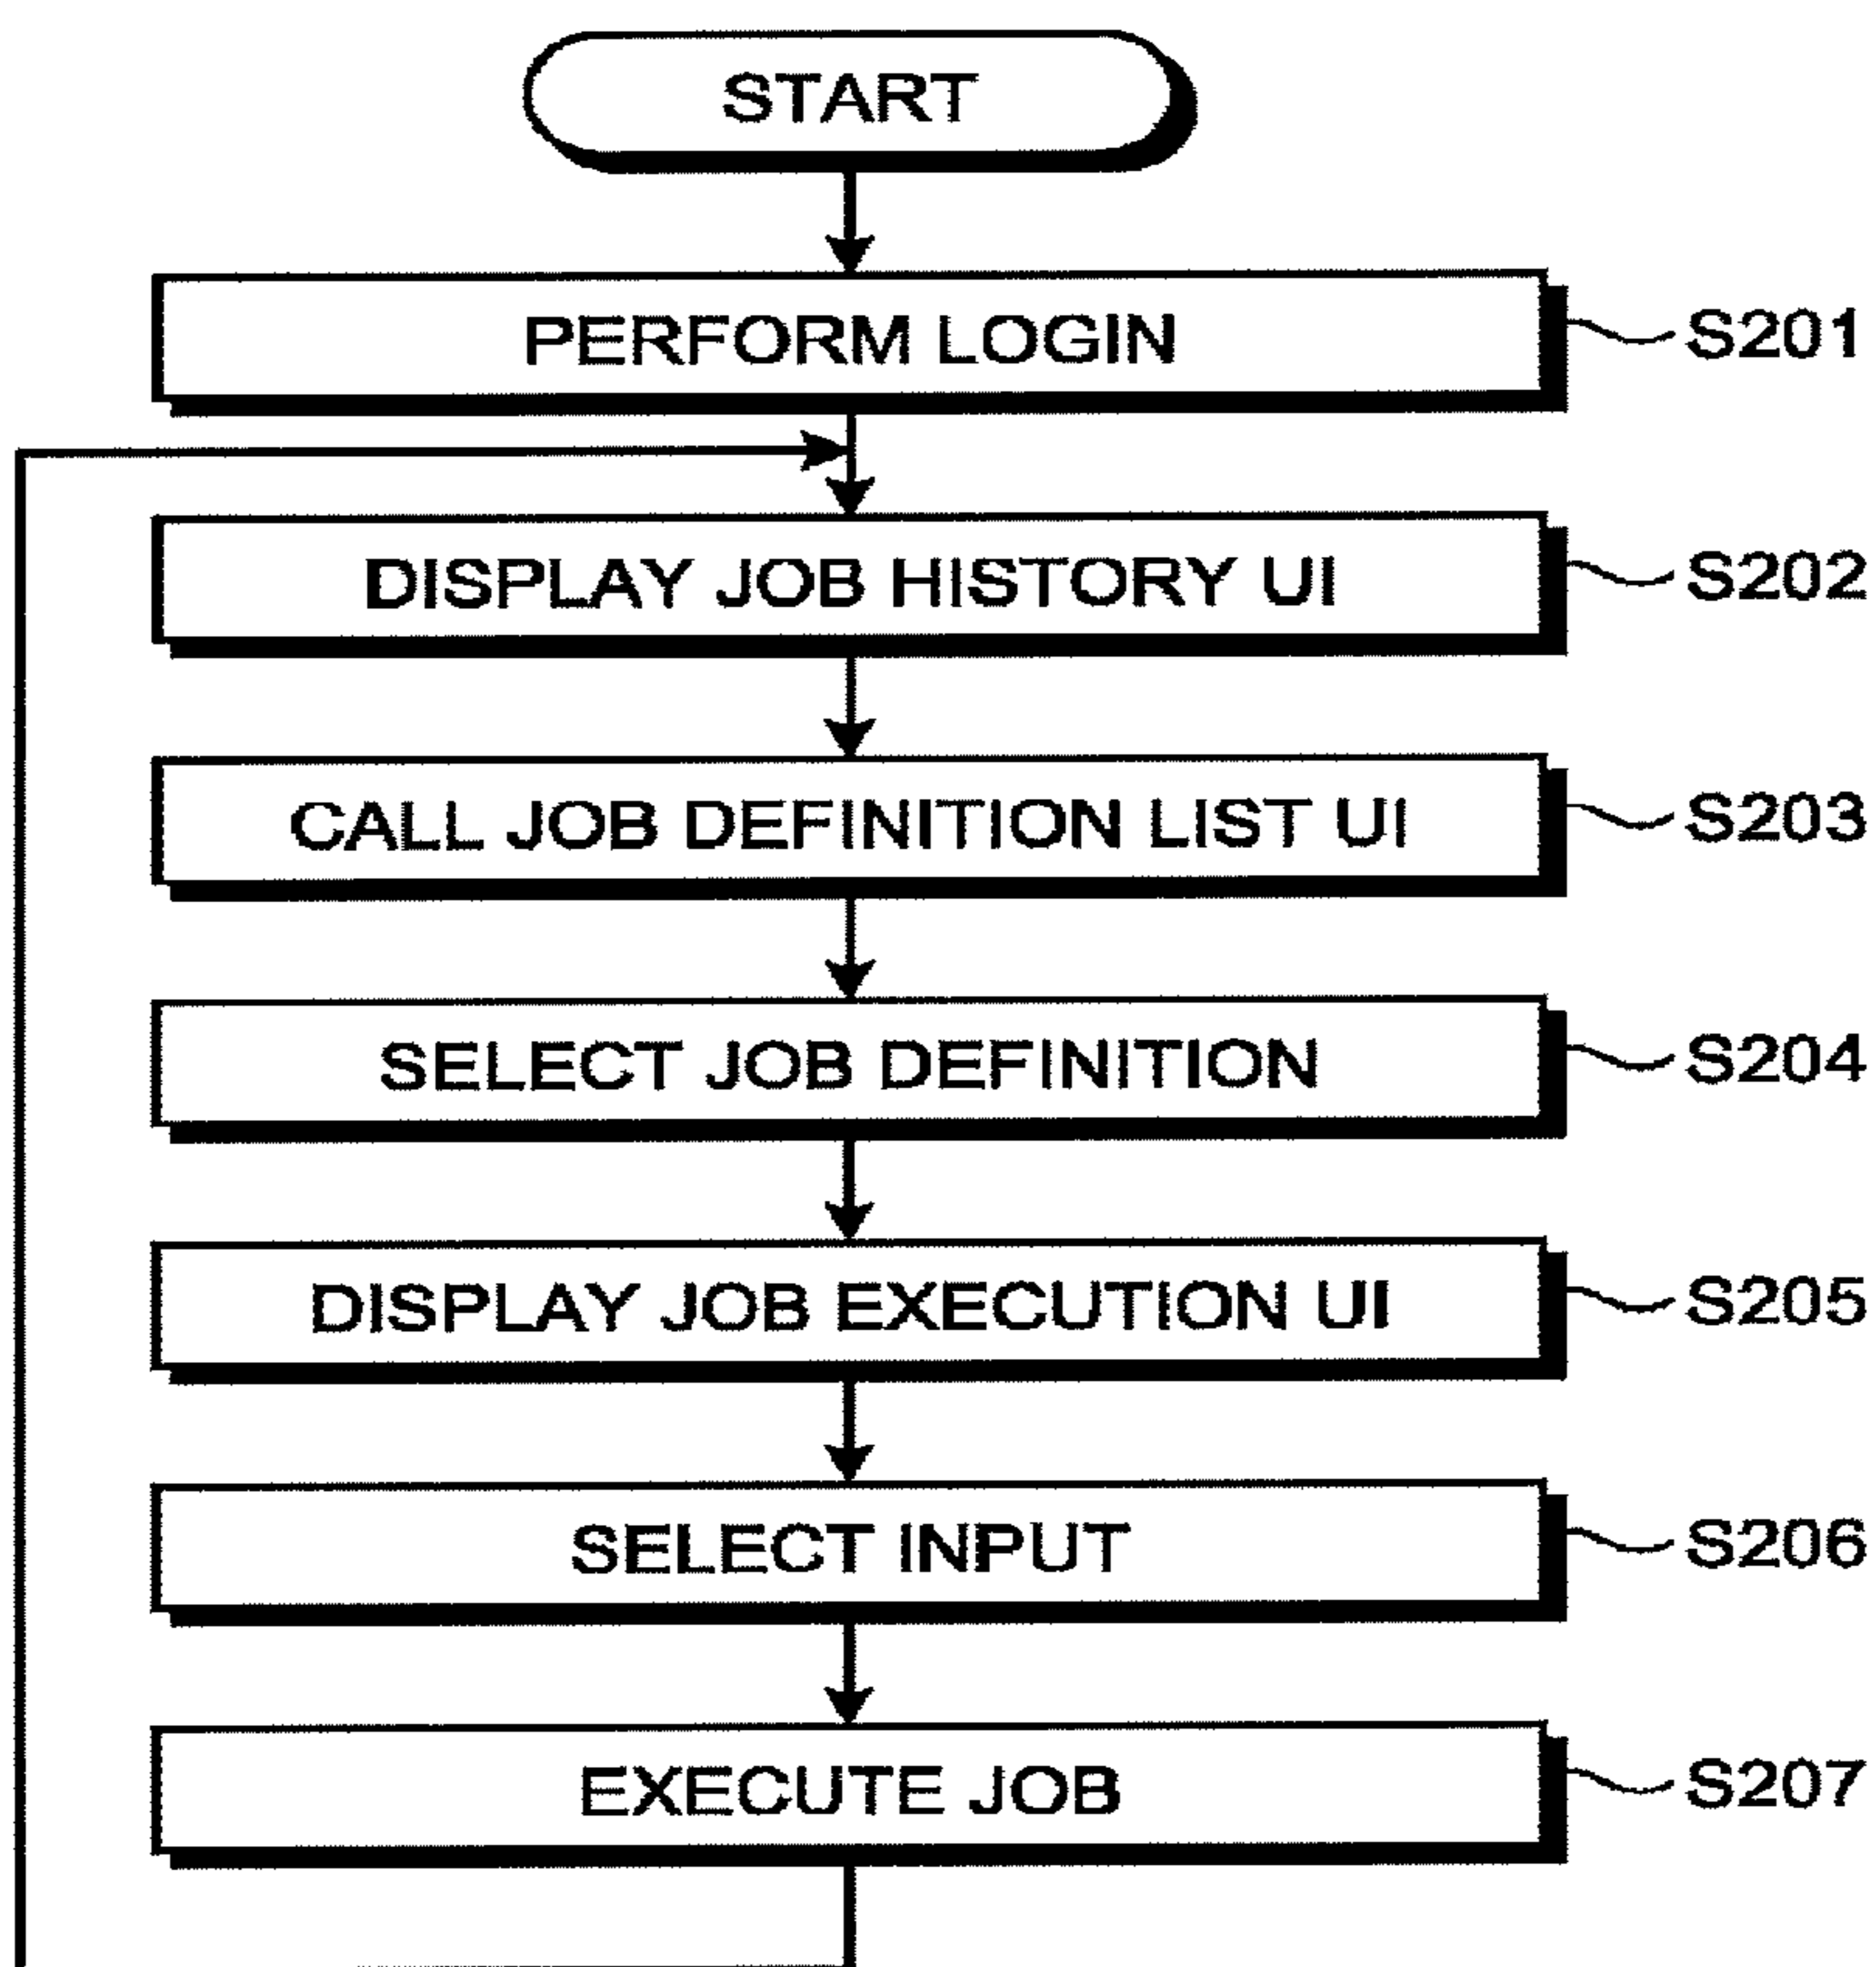 START
PERFORM LOGIN
S201
DISPLAY JOB HISTORY UI
S202
CALL JOB DEFINITION LIST UI
S203
SELECT JOB DEFINITION
S204
DISPLAY JOB EXECUTION UI
S205
SELECT INPUT
S206
EXECUTE JOB
S207